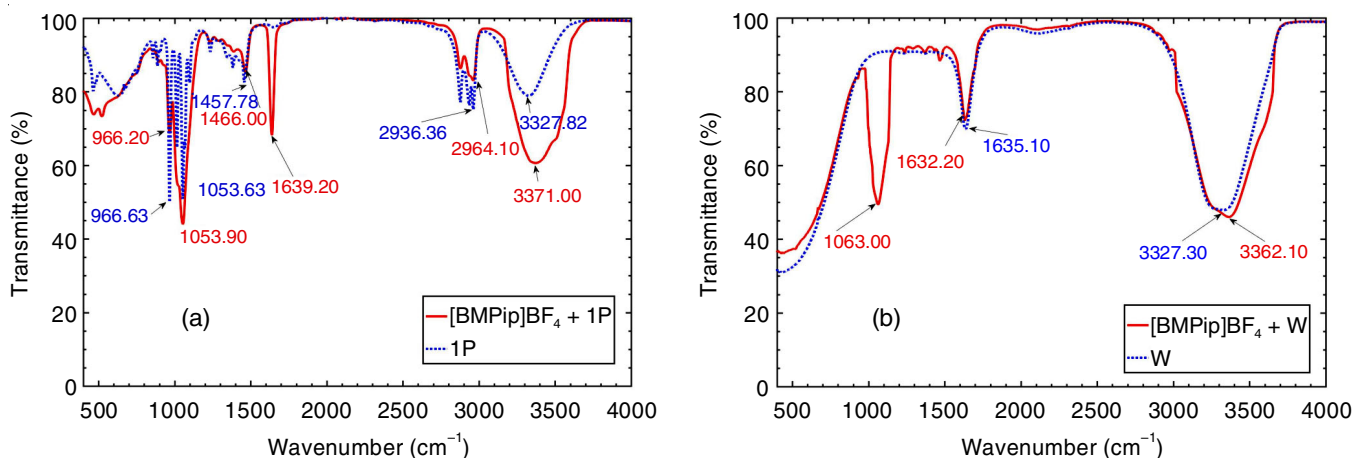 100
80
60
40
20
0
Transmittance (%)
966.20
966.63
1053.63
1053.90
1457.78
1466.00
1639.20
2936.36
2964.10
3327.82
3371.00
(a)
[BMPip]BF₄ + 1P
1P
500 1000 1500 2000 2500 3000 3500 4000
Wavenumber (cm⁻¹)
100
80
60
40
20
0
Transmittance (%)
1063.00
1632.20
1635.10
3327.30
3362.10
(b)
[BMPip]BF₄ + W
W
500 1000 1500 2000 2500 3000 3500 4000
Wavenumber (cm⁻¹)